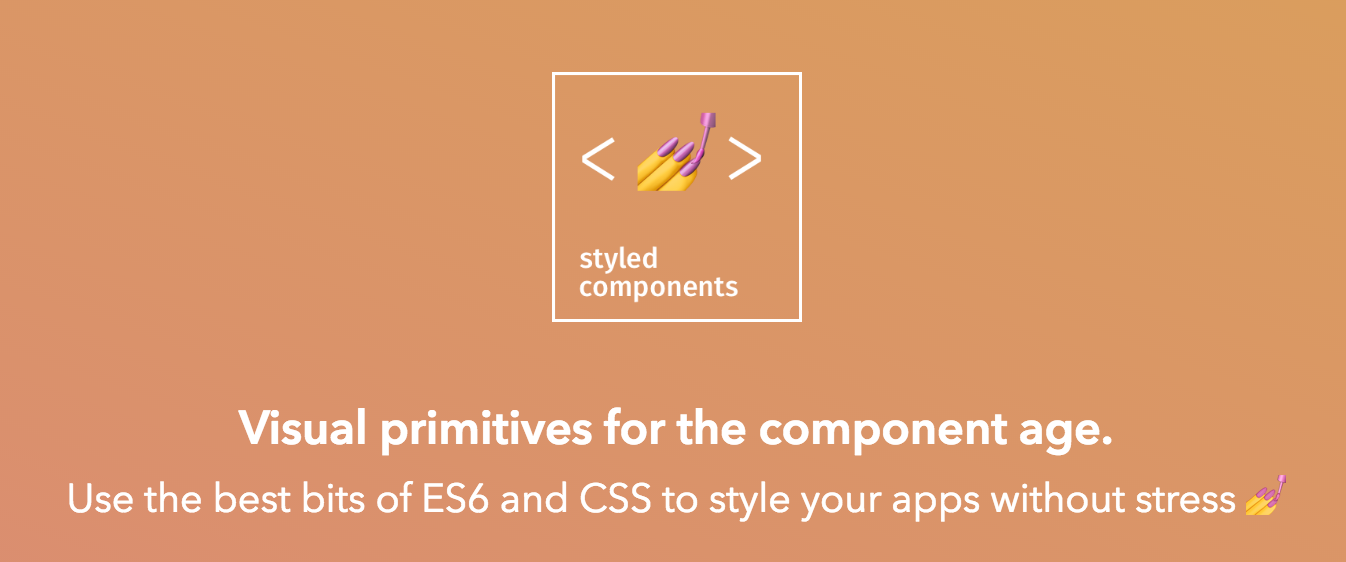 < 💅 >
styled
components
Visual primitives for the component age.
Use the best bits of ES6 and CSS to style your apps without stress 💅